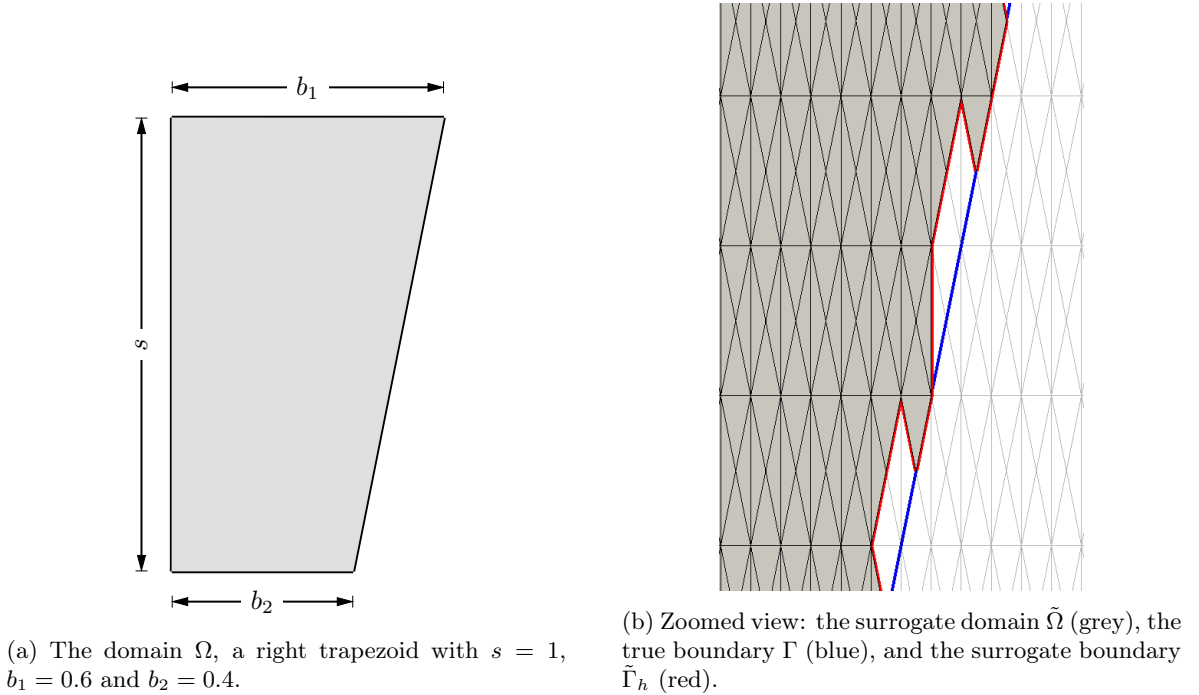 b₁
s
b₂
(a) The domain Ω, a right trapezoid with s = 1,
b₁ = 0.6 and b₂ = 0.4.
(b) Zoomed view: the surrogate domain Ω̃ (grey), the
true boundary Γ (blue), and the surrogate boundary
Γ̃ₕ (red).